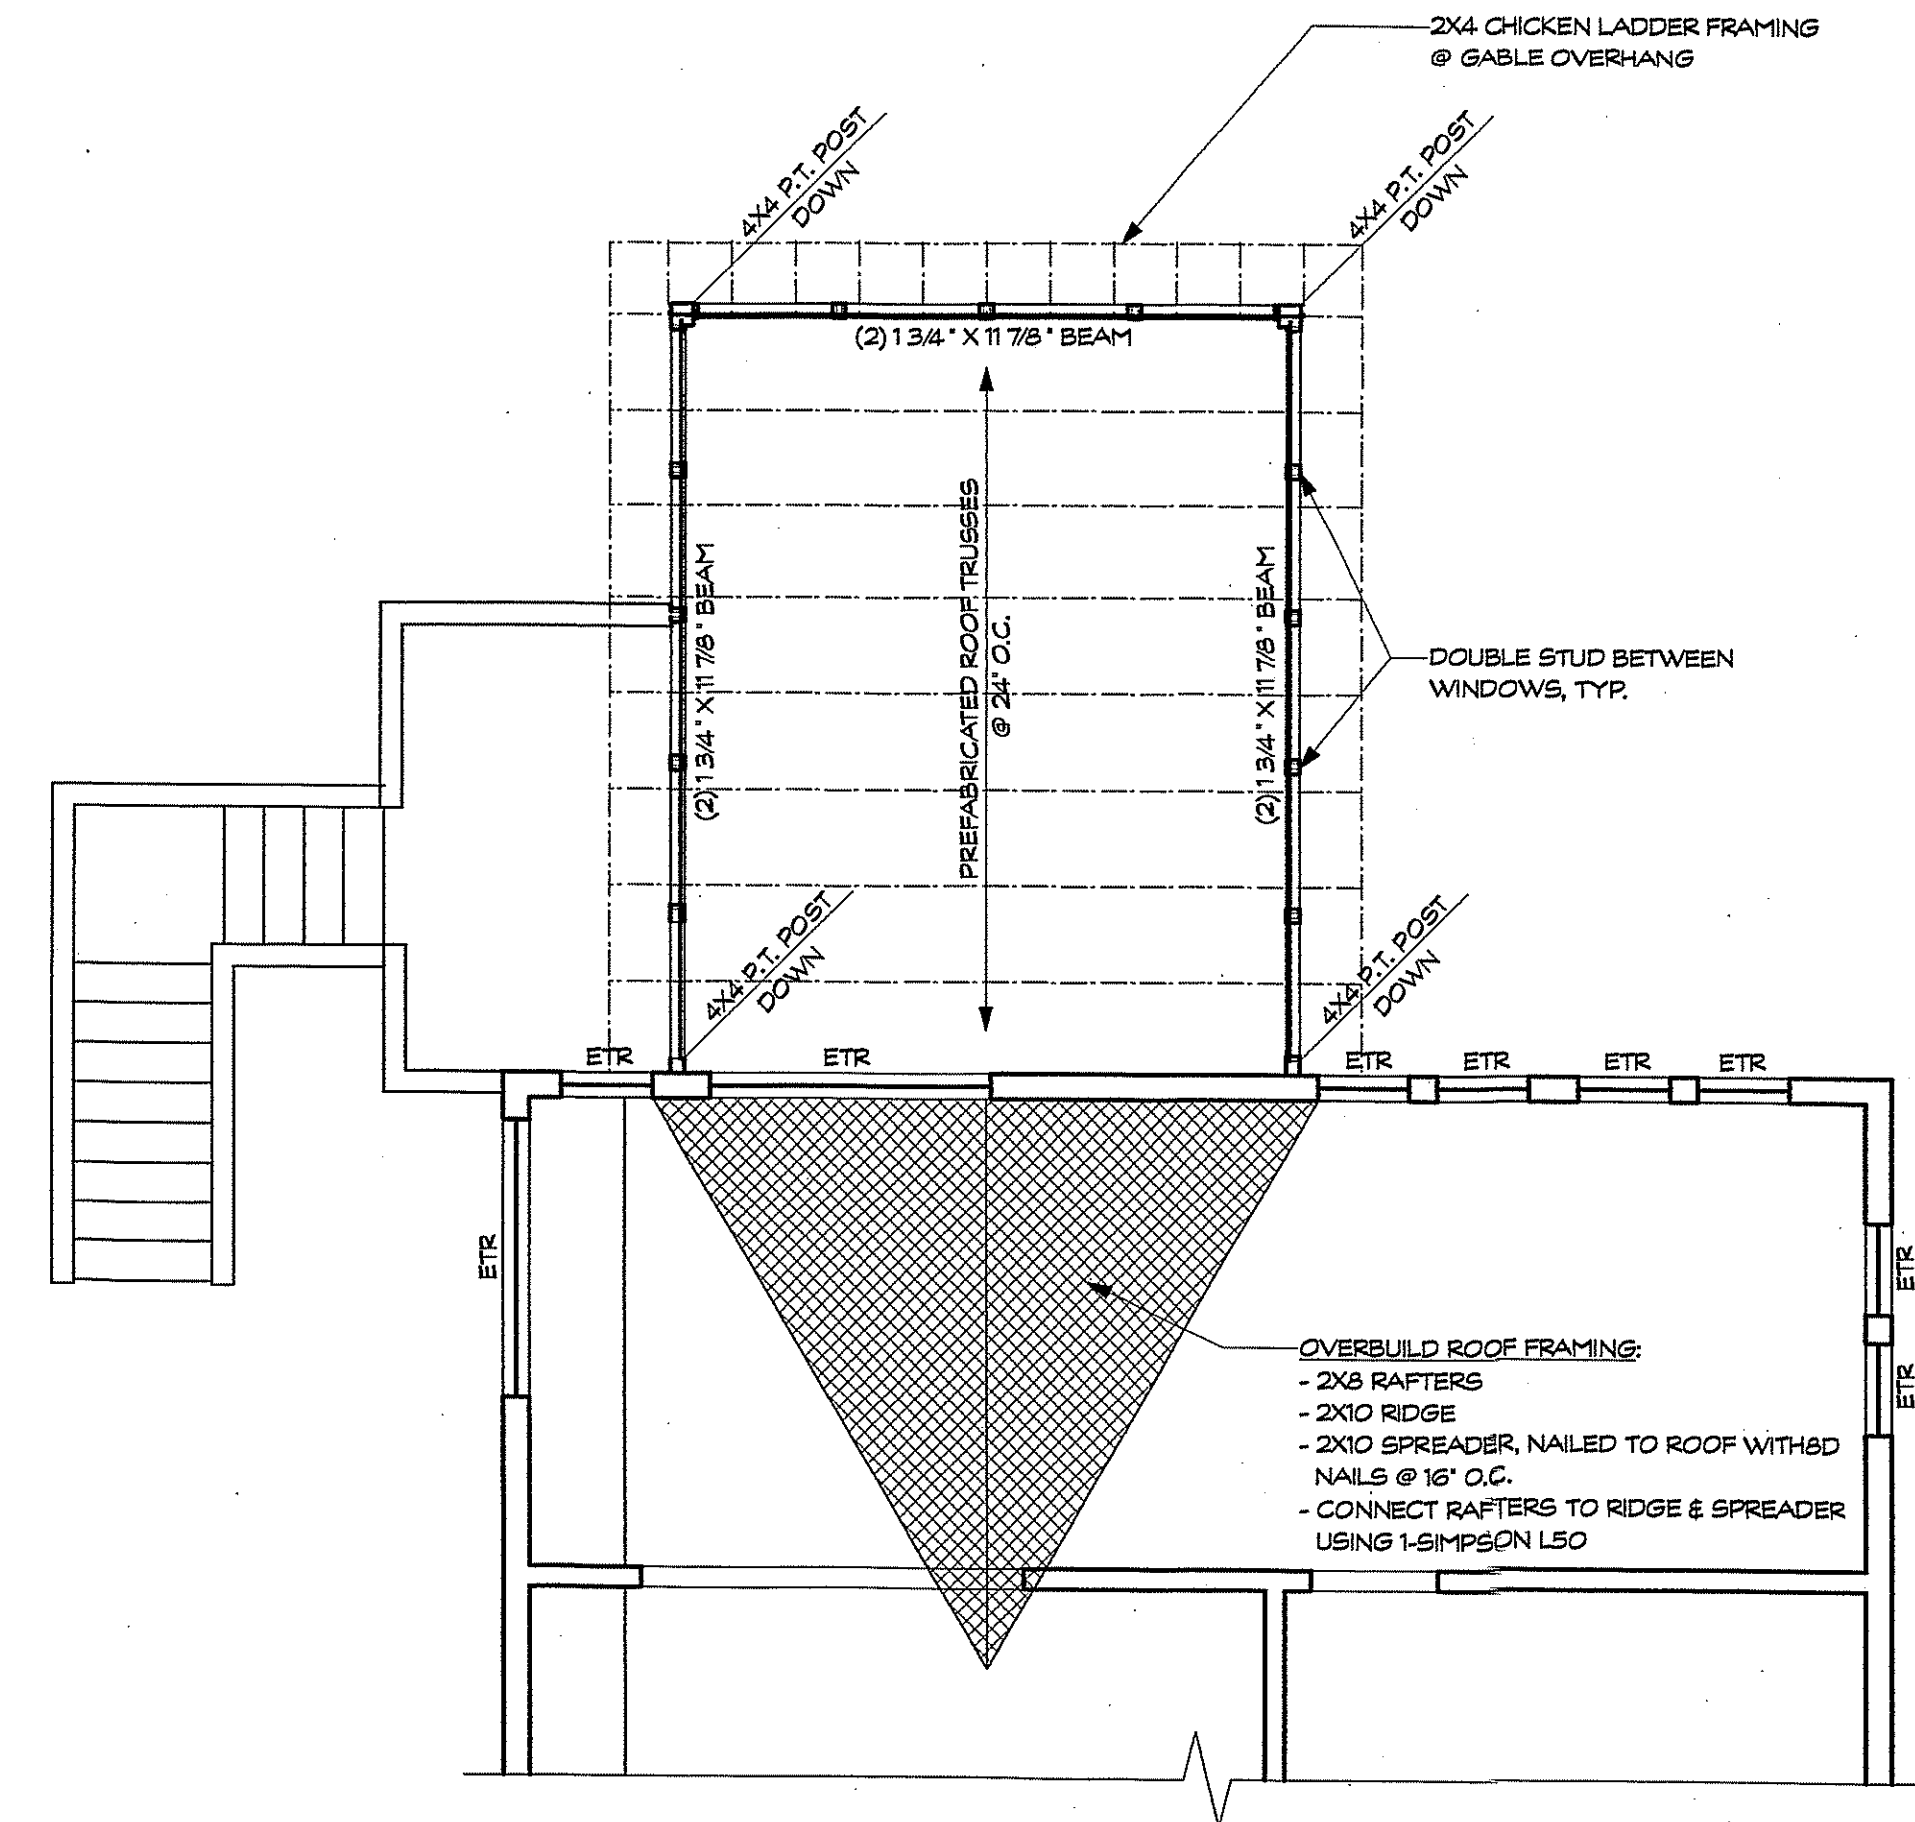 2X4 CHICKEN LADDER FRAMING
@ GABLE OVERHANG
4X4 P.T. POST
DOWN
4X4 P.T. POST
DOWN
(2) 1 3/4" X 11 7/8" BEAM
PREFABRICATED ROOF TRUSSES
@ 24" O.C.
(2) 1 3/4" X 11 7/8" BEAM
(2) 1 3/4" X 11 7/8" BEAM
DOUBLE STUD BETWEEN
WINDOWS, TYP.
4X4 P.T. POST
DOWN
4X4 P.T. POST
DOWN
ETR
ETR
ETR
ETR
ETR
ETR
ETR
ETR
ETR
OVERBUILD ROOF FRAMING:
- 2X8 RAFTERS
- 2X10 RIDGE
- 2X10 SPREADER, NAILED TO ROOF WITH8D
NAILS @ 16" O.C.
- CONNECT RAFTERS TO RIDGE & SPREADER
USING 1-SIMPSON L50